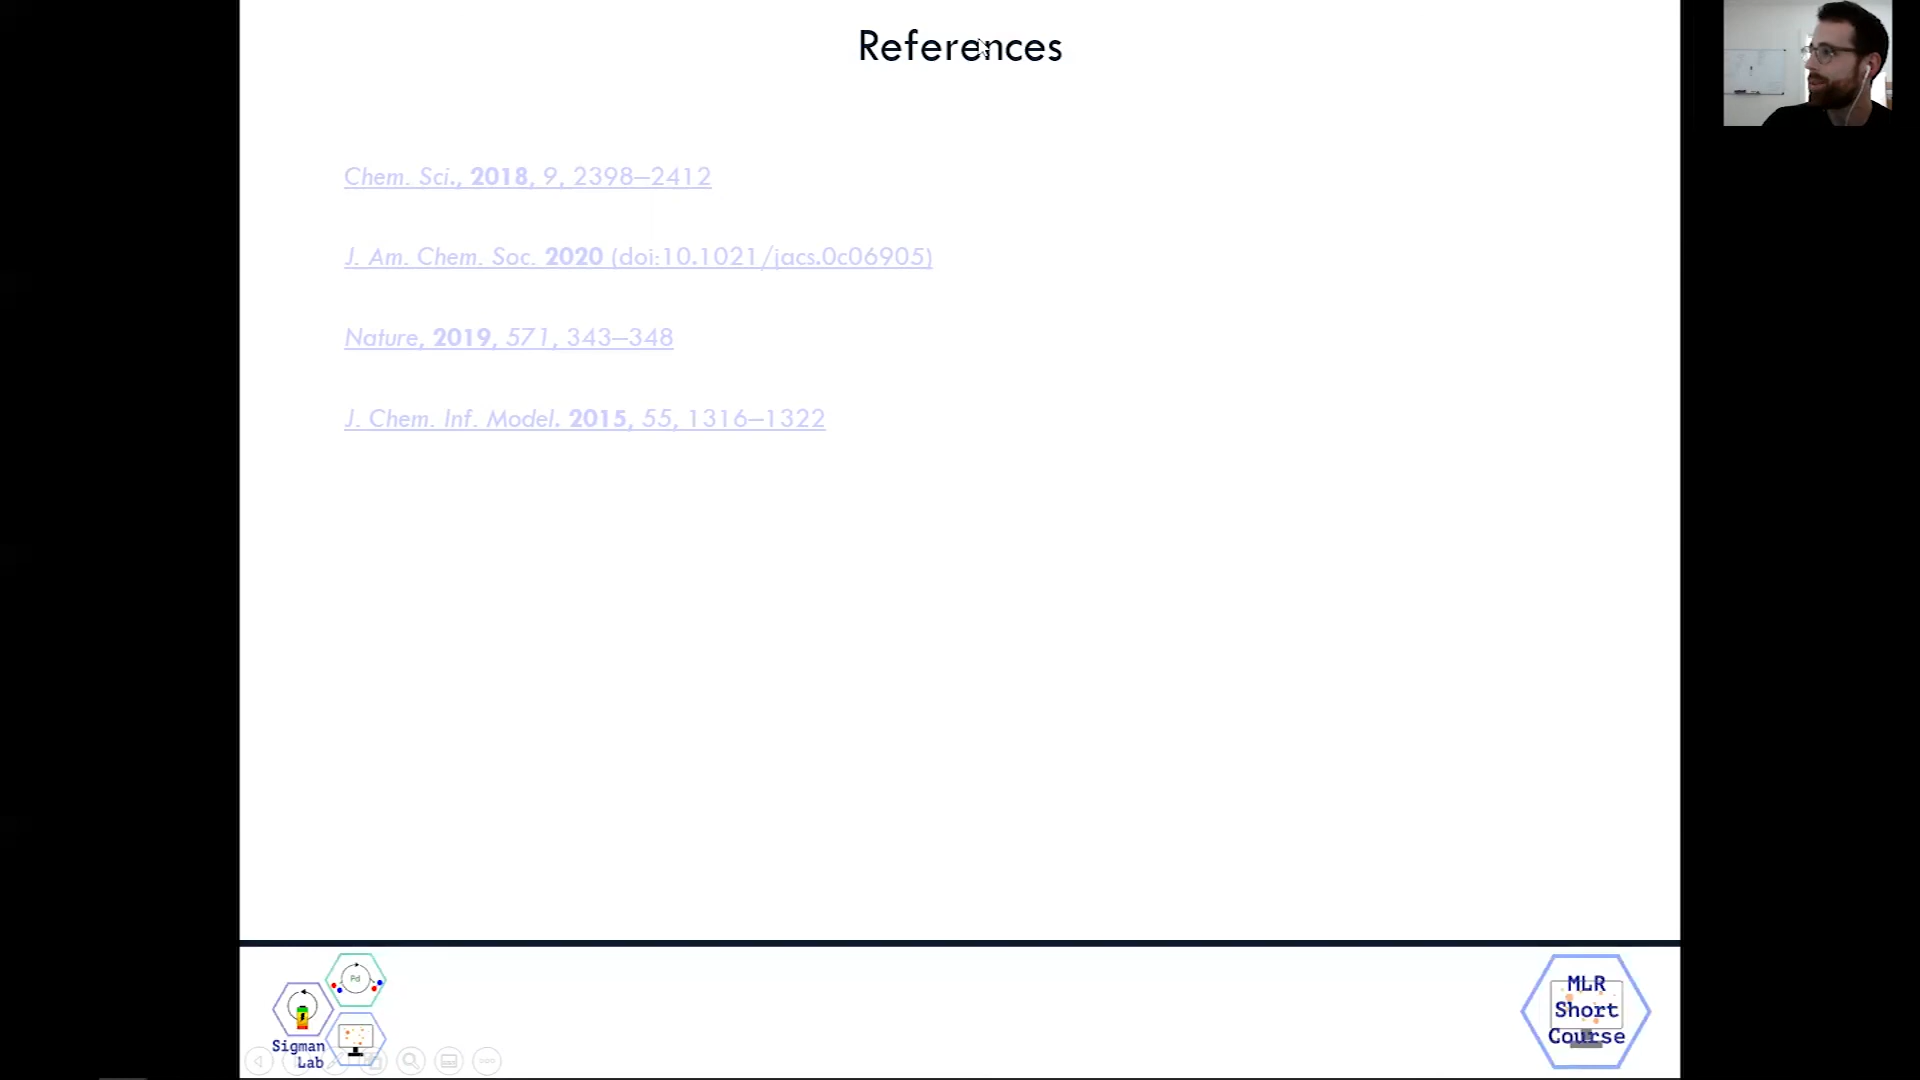 References
Chem. Sci., 2018, 9, 2398–2412
J. Am. Chem. Soc. 2020 (doi:10.1021/jacs.0c06905)
Nature, 2019, 571, 343–348
J. Chem. Inf. Model. 2015, 55, 1316–1322
Pd
Sigman
Lab
MLR
Short
Course